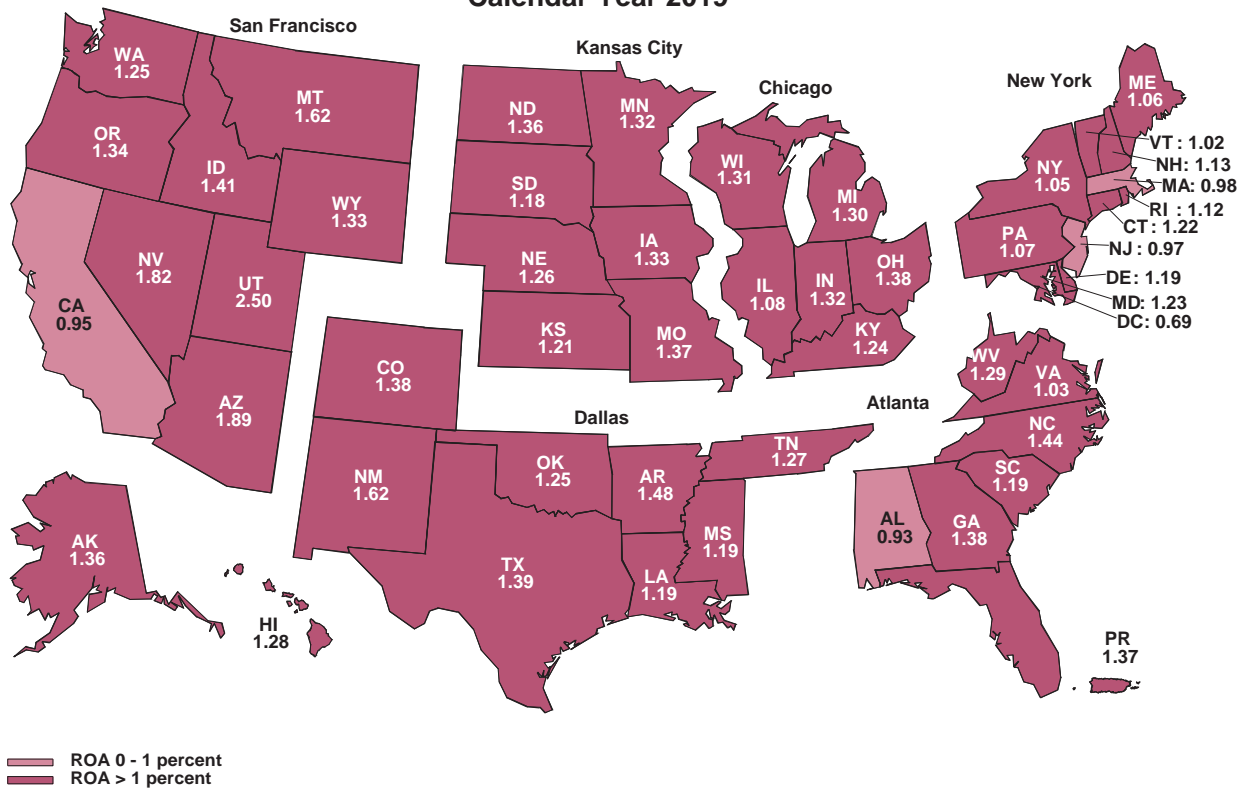 Calendar Year 2019
San Francisco
Kansas City
Chicago
New York
Dallas
Atlanta
WA
1.25
OR
1.34
ID
1.41
MT
1.62
WY
1.33
NV
1.82
UT
2.50
CA
0.95
AZ
1.89
AK
1.36
HI
1.28
ND
1.36
MN
1.32
SD
1.18
NE
1.26
IA
1.33
KS
1.21
MO
1.37
WI
1.31
MI
1.30
IL
1.08
IN
1.32
OH
1.38
KY
1.24
ME
1.06
VT : 1.02
NH: 1.13
MA: 0.98
RI : 1.12
CT : 1.22
NJ : 0.97
DE : 1.19
MD: 1.23
DC: 0.69
NY
1.05
PA
1.07
CO
1.38
NM
1.62
OK
1.25
TX
1.39
AR
1.48
LA
1.19
MS
1.19
TN
1.27
WV
1.29
VA
1.03
NC
1.44
SC
1.19
GA
1.38
AL
0.93
PR
1.37
ROA 0 - 1 percent
ROA > 1 percent